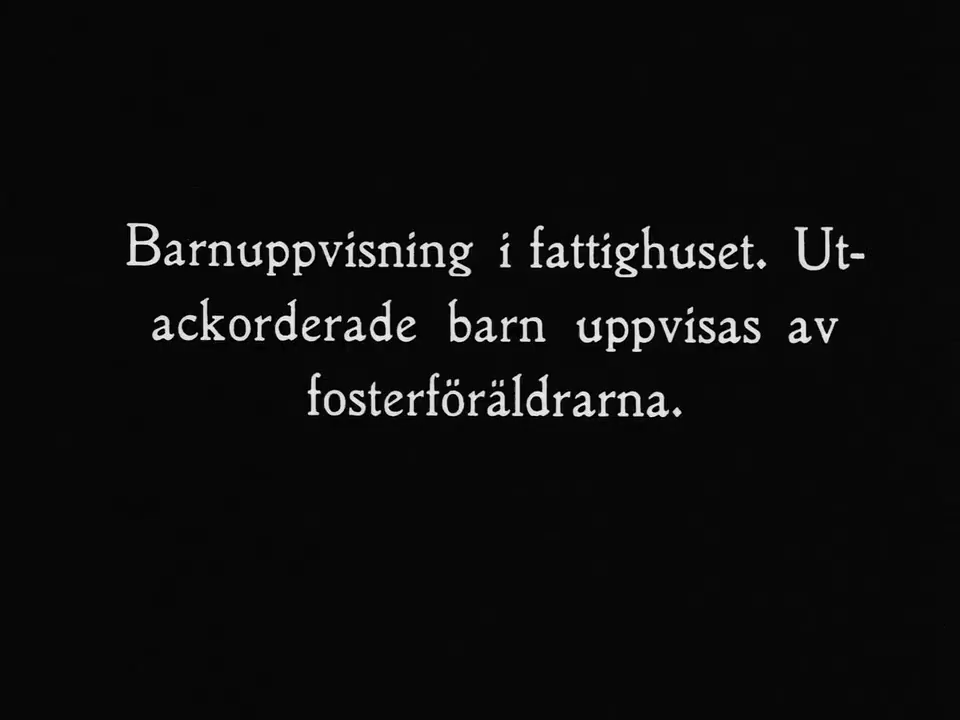 Barnuppvisning i fattighuset. Ut-
ackorderade barn uppvisas av
fosterföräldrarna.